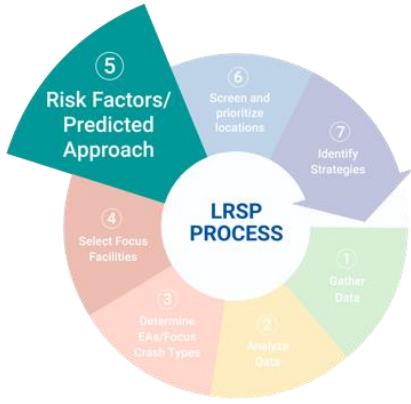 5
Risk Factors/
Predicted
Approach
6
Screen and
prioritize
locations
7
Identify
Strategies
LRSP
PROCESS
4
Select Focus
Facilities
3
Determine
EAs/Focus
Crash Types
2
Analyze
Data
1
Gather
Data